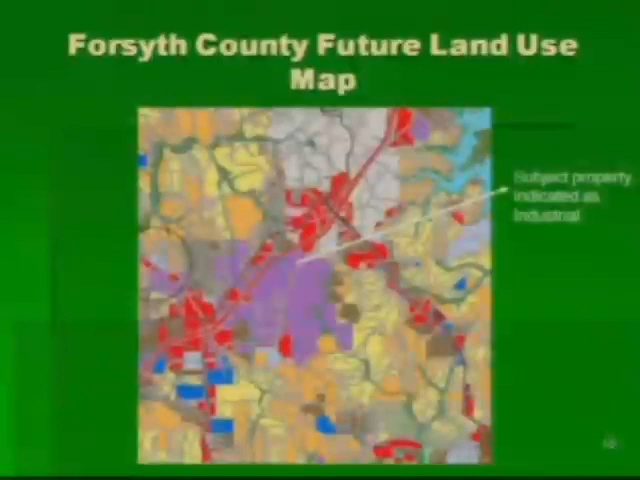 Forsyth County Future Land Use
Map
Subject property
indicated as
Industrial